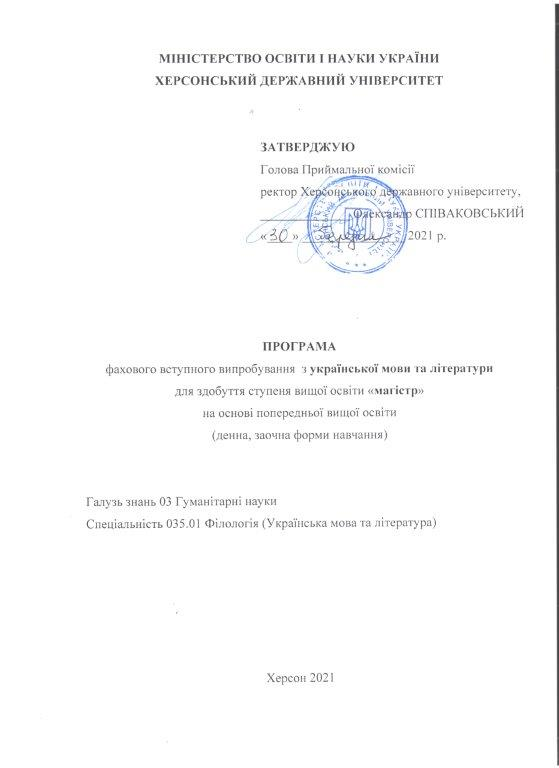 МІНІСТЕРСТВО ОСВІТИ І НАУКИ УКРАЇНИ
ХЕРСОНСЬКИЙ ДЕРЖАВНИЙ УНІВЕРСИТЕТ
ЗАТВЕРДЖУЮ
Голова Приймальної комісії
ректор Херсонського державного університету,
Олександр СПІВАКОВСЬКИЙ
«30» 2021 р.
ПРОГРАМА
фахового вступного випробування з української мови та літератури
для здобуття ступеня вищої освіти «магістр»
на основі попередньої вищої освіти
(денна, заочна форми навчання)
Галузь знань 03 Гуманітарні науки
Спеціальність 035.01 Філологія (Українська мова та література)
Херсон 2021